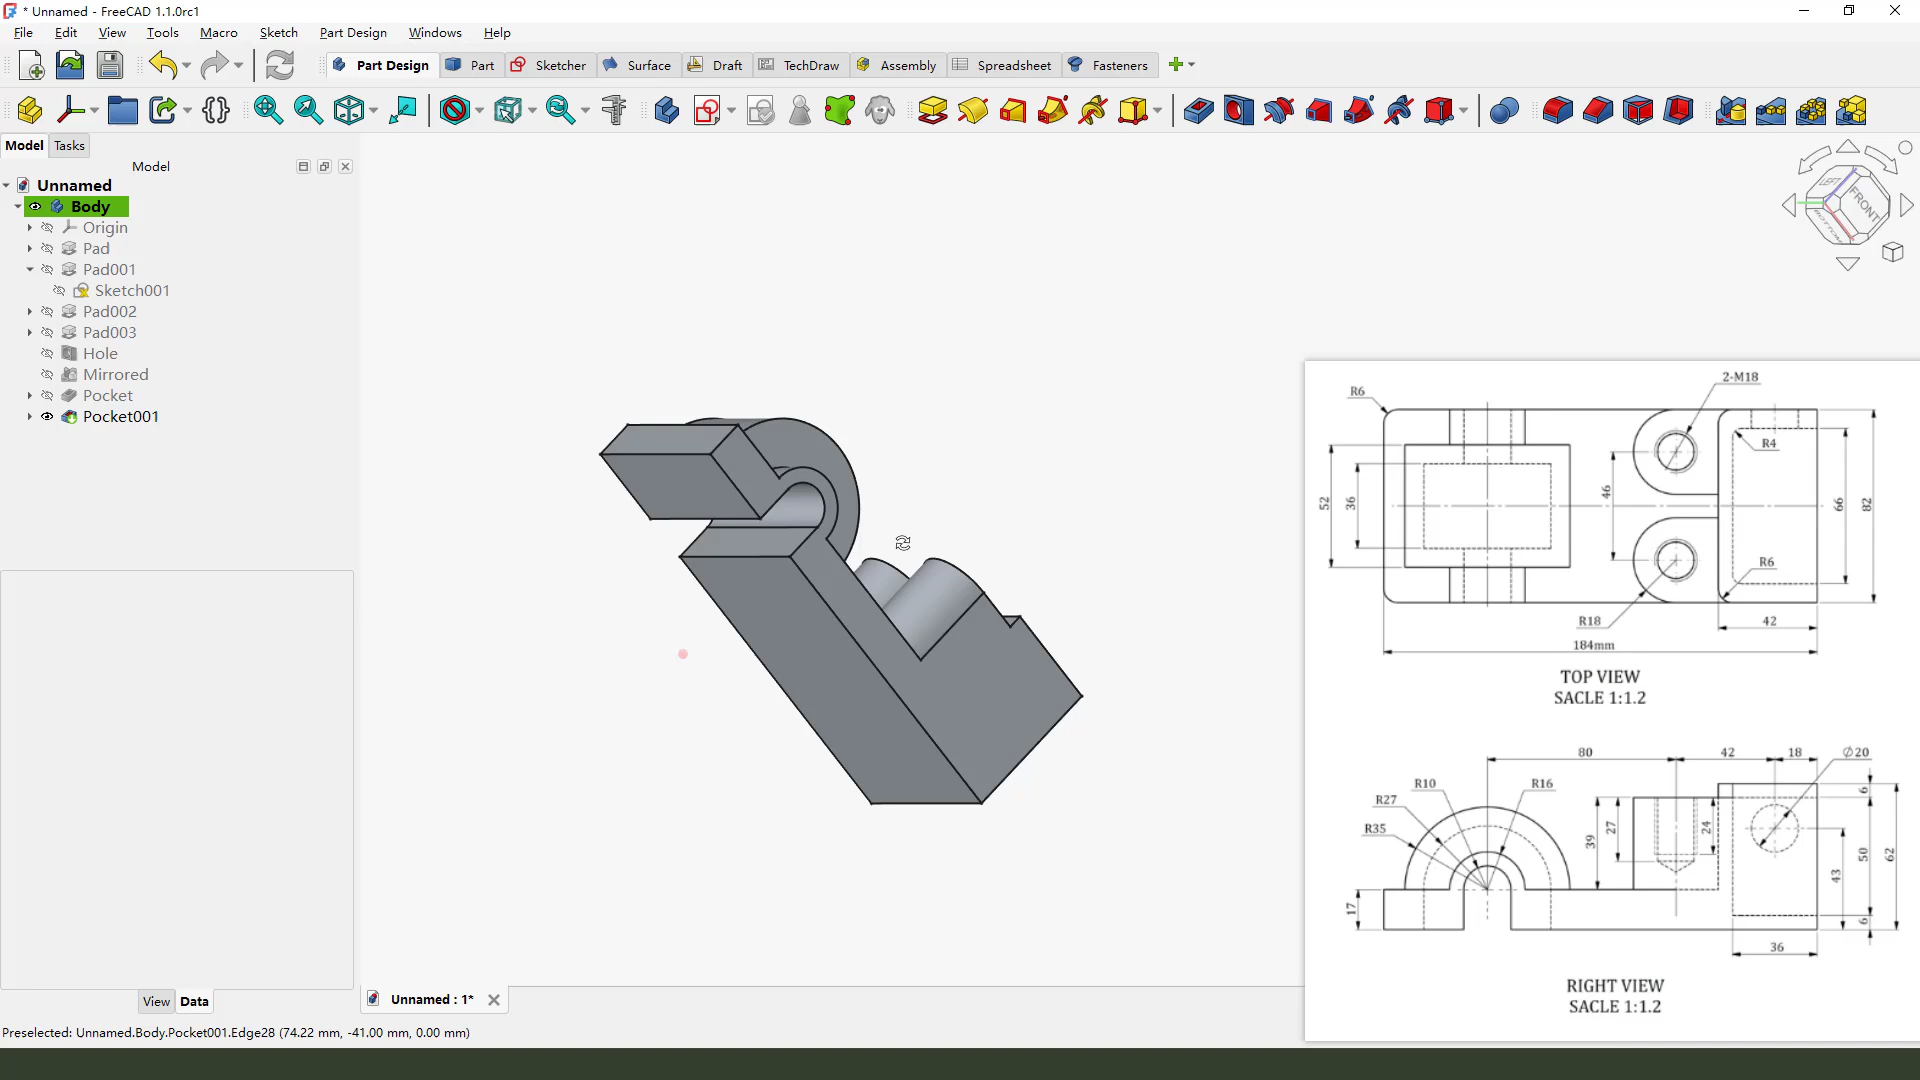 * Unnamed - FreeCAD 1.1.0rc1
File Edit View Tools Macro Sketch Part Design Windows Help
Part Design Part Sketcher Surface Draft TechDraw Assembly Spreadsheet Fasteners
Model Tasks
Model
Unnamed
Body
Origin
Pad
Pad001
Sketch001
Pad002
Pad003
Hole
Mirrored
Pocket
Pocket001
LEFT
FRONT
BOTTOM
R6
2-M18
R4
52
36
46
66
82
R6
R18
42
184mm
TOP VIEW
SACLE 1:1.2
80
42
18
∅20
R10
R16
R27
R35
6
39
27
24
50
62
43
17
6
36
RIGHT VIEW
SACLE 1:1.2
View Data
Unnamed : 1*
Preselected: Unnamed.Body.Pocket001.Edge28 (74.22 mm, -41.00 mm, 0.00 mm)